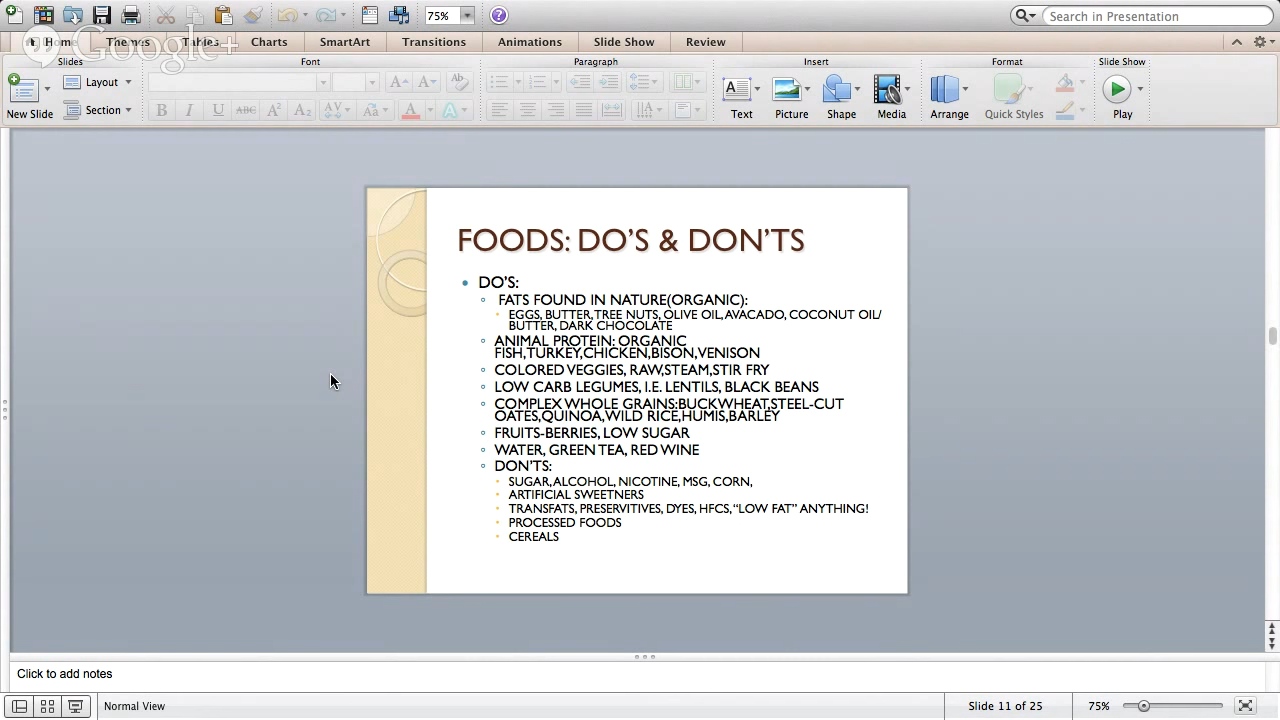 75%
?
Search in Presentation
Google+
Home Themes Tables Charts SmartArt Transitions Animations Slide Show Review
Slides Font Paragraph Insert Format Slide Show
Layout
Section
New Slide
B I U ABC A² A₂ AV Aa A A
Text Picture Shape Media Arrange Quick Styles Play
FOODS: DO’S & DON’TS
DO’S:
FATS FOUND IN NATURE(ORGANIC):
EGGS, BUTTER, TREE NUTS, OLIVE OIL, AVACADO, COCONUT OIL/
BUTTER, DARK CHOCOLATE
ANIMAL PROTEIN: ORGANIC
FISH,TURKEY,CHICKEN,BISON,VENISON
COLORED VEGGIES, RAW,STEAM,STIR FRY
LOW CARB LEGUMES, I.E. LENTILS, BLACK BEANS
COMPLEX WHOLE GRAINS:BUCKWHEAT,STEEL-CUT
OATES,QUINOA,WILD RICE,HUMIS,BARLEY
FRUITS-BERRIES, LOW SUGAR
WATER, GREEN TEA, RED WINE
DON’TS:
SUGAR,ALCOHOL, NICOTINE, MSG, CORN,
ARTIFICIAL SWEETNERS
TRANSFATS, PRESERVITIVES, DYES, HFCS, “LOW FAT” ANYTHING!
PROCESSED FOODS
CEREALS
Click to add notes
Normal View Slide 11 of 25 75%